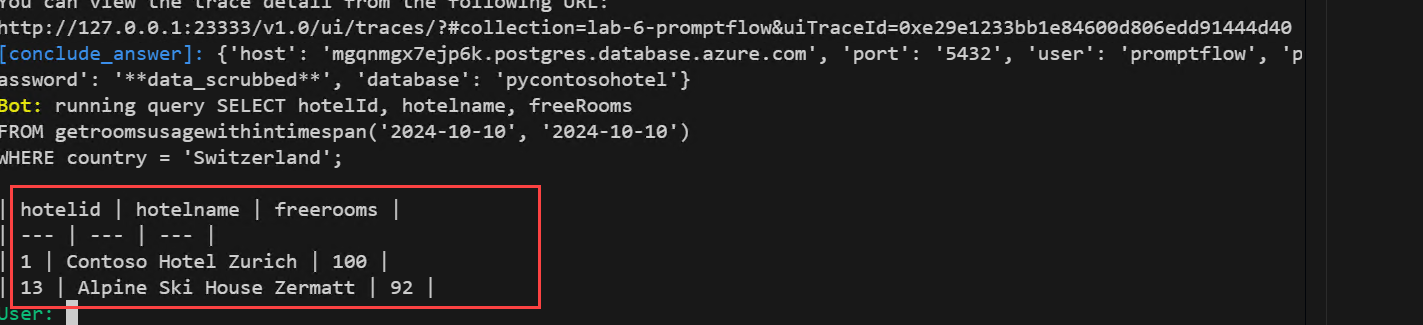 You can view the trace detail from the following URL:
http://127.0.0.1:23333/v1.0/ui/traces/?#collection=lab-6-promptflow&uiTraceId=0xe29e1233bb1e84600d806edd91444d40
[conclude_answer]: {'host': 'mgqnmgx7ejp6k.postgres.database.azure.com', 'port': '5432', 'user': 'promptflow', 'p
assword': '**data_scrubbed**', 'database': 'pycontosohotel'}
Bot: running query SELECT hotelId, hotelname, freeRooms
FROM getroomsusagewithintimespan('2024-10-10', '2024-10-10')
WHERE country = 'Switzerland';
| hotelid | hotelname | freerooms |
| --- | --- | --- |
| 1 | Contoso Hotel Zurich | 100 |
| 13 | Alpine Ski House Zermatt | 92 |
User: